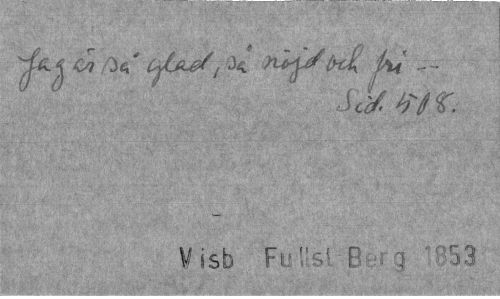 Jag är så glad, så nöjd och fri --
Sid. 508.
Visb Fullst Berg 1853